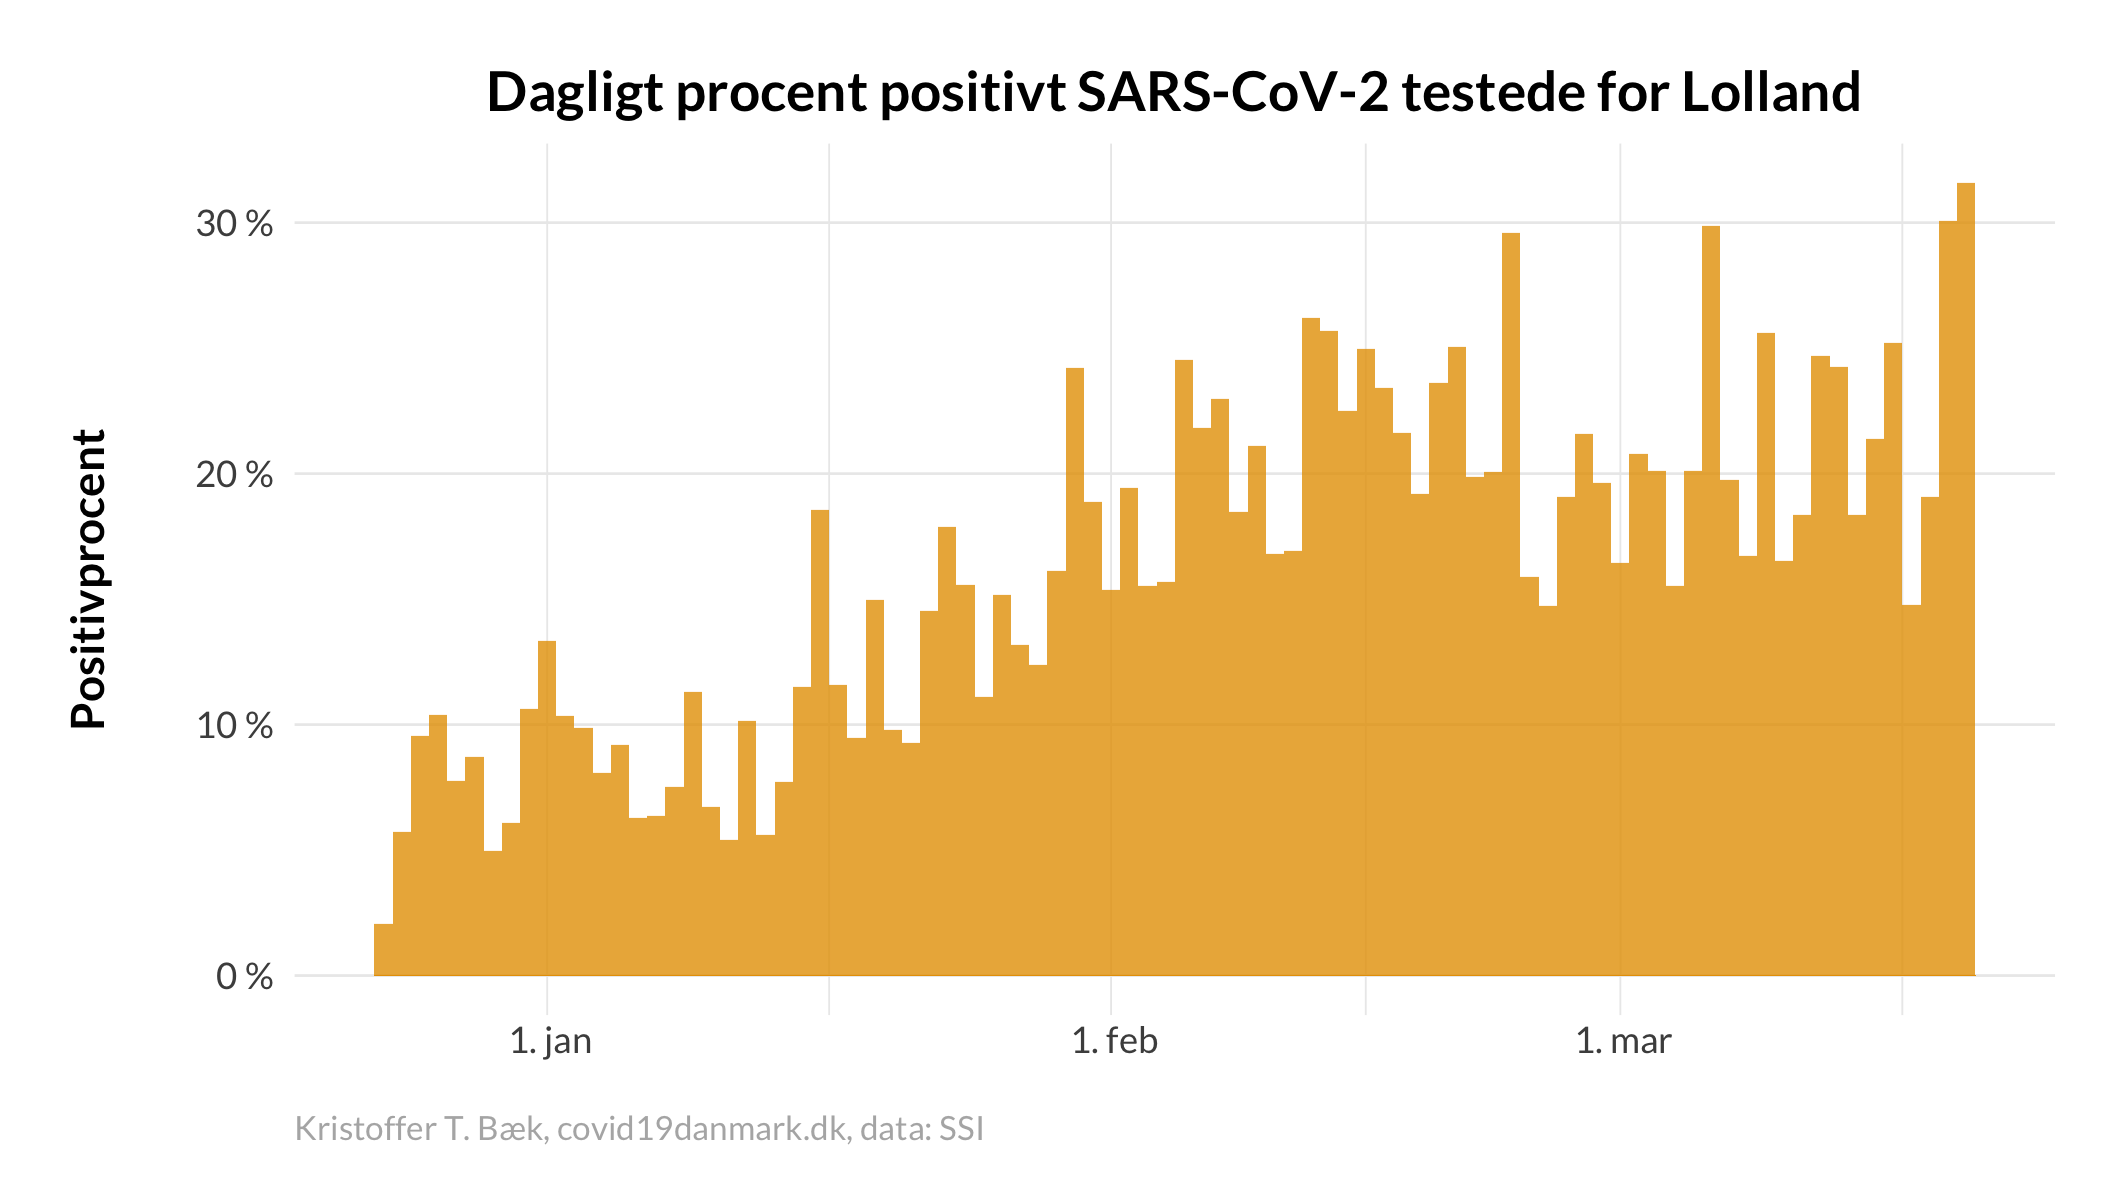 Dagligt procent positivt SARS-CoV-2 testede for Lolland
Positivprocent
30 %
20 %
10 %
0 %
1. jan
1. feb
1. mar
Kristoffer T. Bæk, covid19danmark.dk, data: SSI